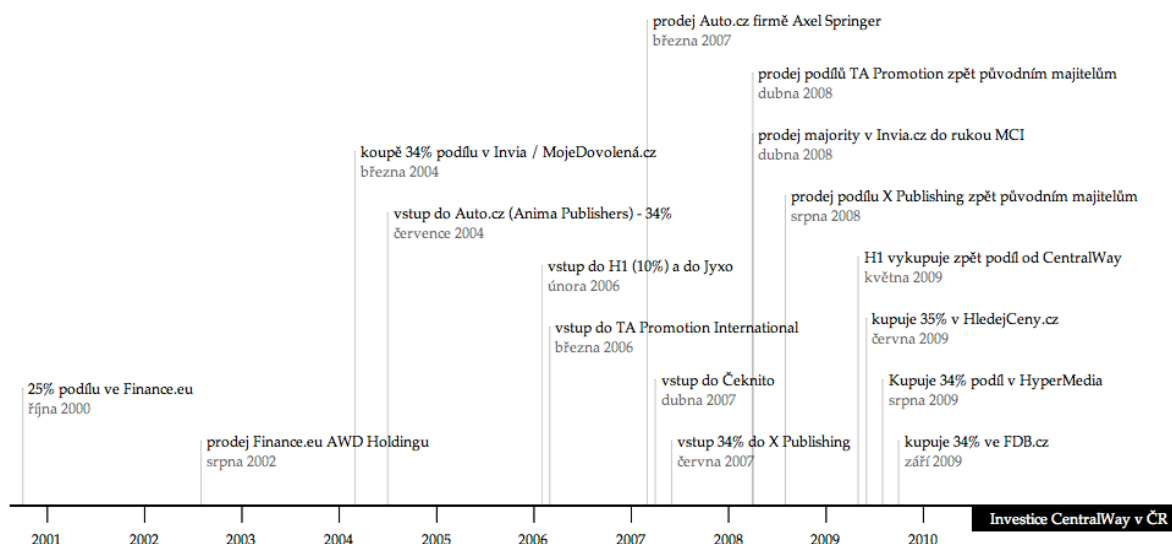 prodej Auto.cz firmě Axel Springer
března 2007
prodej podílů TA Promotion zpět původním majitelům
dubna 2008
prodej majority v Invia.cz do rukou MCI
dubna 2008
koupě 34% podílu v Invia / MojeDovolená.cz
března 2004
prodej podílu X Publishing zpět původním majitelům
srpna 2008
vstup do Auto.cz (Anima Publishers) - 34%
července 2004
H1 vykupuje zpět podíl od CentralWay
května 2009
vstup do H1 (10%) a do Jyxo
února 2006
kupuje 35% v HledejCeny.cz
června 2009
vstup do TA Promotion International
března 2006
vstup do Čeknito
dubna 2007
Kupuje 34% podíl v HyperMedia
srpna 2009
25% podílu ve Finance.eu
října 2000
prodej Finance.eu AWD Holdingu
srpna 2002
vstup 34% do X Publishing
června 2007
kupuje 34% ve FDB.cz
září 2009
2001 2002 2003 2004 2005 2006 2007 2008 2009 2010
Investice CentralWay v ČR